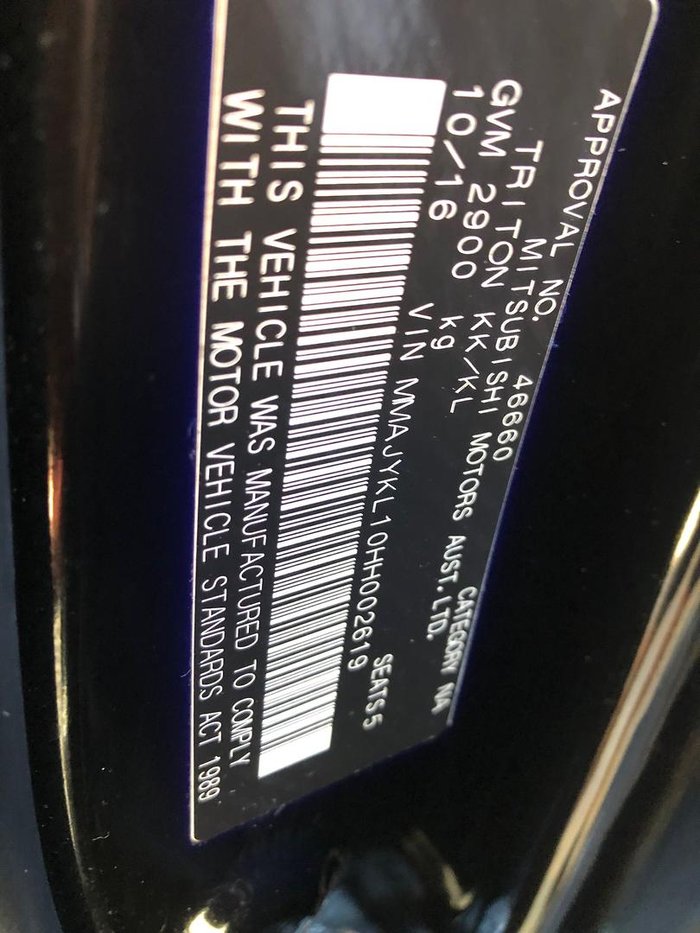 APPROVAL NO. 46660 CATEGORY NA
MITSUBISHI MOTORS AUST. LTD.
TRITON KK/KL
GVM 2900 kg
10/16 VIN MMAJYKL10HH002619 SEATS 5
THIS VEHICLE WAS MANUFACTURED TO COMPLY
WITH THE MOTOR VEHICLE STANDARDS ACT 1989